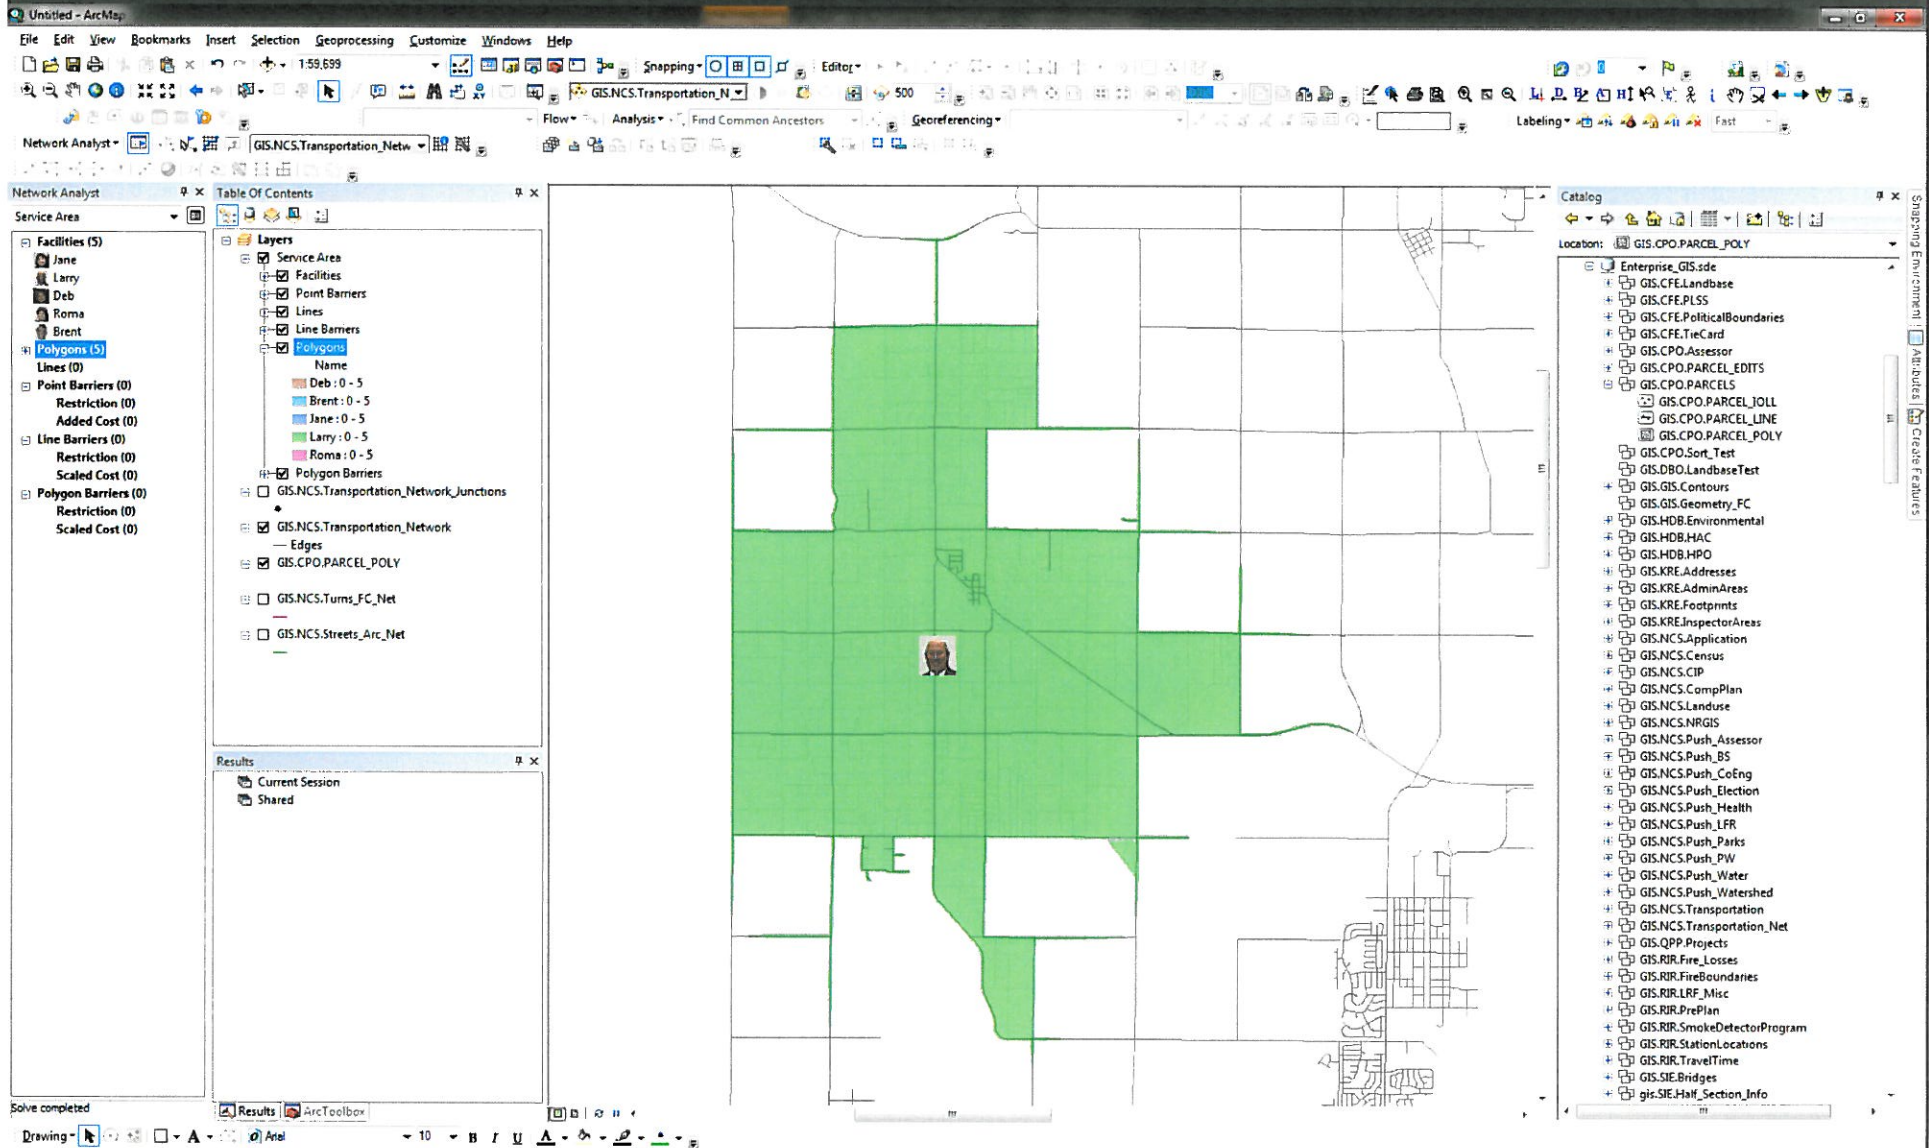 Untitled - ArcMap
File Edit View Bookmarks Insert Selection Geoprocessing Customize Windows Help
1:59,699 Snapping Editor
GIS.NCS.Transportation_N 500
Flow Analysis Find Common Ancestors Georeferencing Labeling Fast
Network Analyst GIS.NCS.Transportation_Netw
Network Analyst
Service Area
Facilities (5)
Jane
Larry
Deb
Roma
Brent
Polygons (5)
Lines (0)
Point Barriers (0)
Restriction (0)
Added Cost (0)
Line Barriers (0)
Restriction (0)
Scaled Cost (0)
Polygon Barriers (0)
Restriction (0)
Scaled Cost (0)
Solve completed
Table Of Contents
Layers
Service Area
Facilities
Point Barriers
Lines
Line Barriers
Polygons
Name
Deb : 0 - 5
Brent : 0 - 5
Jane : 0 - 5
Larry : 0 - 5
Roma : 0 - 5
Polygon Barriers
GIS.NCS.Transportation_Network_Junctions
GIS.NCS.Transportation_Network
Edges
GIS.CPO.PARCEL_POLY
GIS.NCS.Turns_FC_Net
GIS.NCS.Streets_Arc_Net
Results
Current Session
Shared
Results ArcToolbox
Catalog
Location: GIS.CPO.PARCEL_POLY
Enterprise_GIS.sde
GIS.CFE.Landbase
GIS.CFE.PLSS
GIS.CFE.PoliticalBoundaries
GIS.CFE.TieCard
GIS.CPO.Assessor
GIS.CPO.PARCEL_EDITS
GIS.CPO.PARCELS
GIS.CPO.PARCEL_JOLL
GIS.CPO.PARCEL_LINE
GIS.CPO.PARCEL_POLY
GIS.CPO.Sort_Test
GIS.DBO.LandbaseTest
GIS.GIS.Contours
GIS.GIS.Geometry_FC
GIS.HDB.Environmental
GIS.HDB.HAC
GIS.HDB.HPO
GIS.KRE.Addresses
GIS.KRE.AdminAreas
GIS.KRE.Footprints
GIS.KRE.InspectorAreas
GIS.NCS.Application
GIS.NCS.Census
GIS.NCS.CIP
GIS.NCS.CompPlan
GIS.NCS.Landuse
GIS.NCS.NRGIS
GIS.NCS.Push_Assessor
GIS.NCS.Push_BS
GIS.NCS.Push_CoEng
GIS.NCS.Push_Election
GIS.NCS.Push_Health
GIS.NCS.Push_LFR
GIS.NCS.Push_Parks
GIS.NCS.Push_PW
GIS.NCS.Push_Water
GIS.NCS.Push_Watershed
GIS.NCS.Transportation
GIS.NCS.Transportation_Net
GIS.QPP.Projects
GIS.RIR.Fire_Losses
GIS.RIR.FireBoundaries
GIS.RIR.LRF_Misc
GIS.RIR.PrePlan
GIS.RIR.SmokeDetectorProgram
GIS.RIR.StationLocations
GIS.RIR.TravelTime
GIS.SIE.Bridges
gis.SIE.Half_Section_Info
Snapping Environment
Attributes
Create Features
Drawing A Arial 10 B I U A